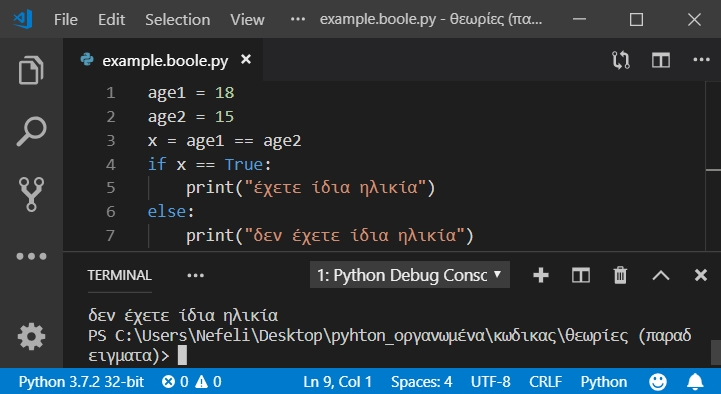 File Edit Selection View ••• example.boole.py - θεωρίες (πα...
example.boole.py
1 age1 = 18
2 age2 = 15
3 x = age1 == age2
4 if x == True:
5 print("έχετε ίδια ηλικία")
6 else:
7 print("δεν έχετε ίδια ηλικία")
TERMINAL ••• 1: Python Debug Consc
δεν έχετε ίδια ηλικία
PS C:\Users\Nefeli\Desktop\pyhton_οργανωμένα\κωδικας\θεωρίες (παραδ
ειγματα)>
Python 3.7.2 32-bit 0 0 Ln 9, Col 1 Spaces: 4 UTF-8 CRLF Python